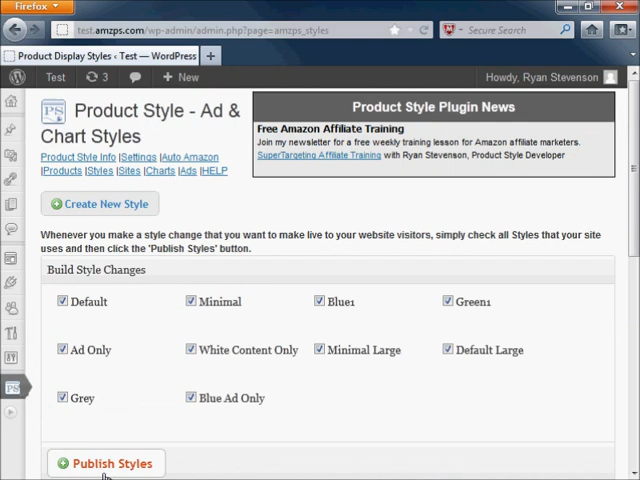 Firefox
test.amzps.com/wp-admin/admin.php?page=amzps_styles
Secure Search
Product Display Styles ‹ Test — WordPress
Test
3
New
Howdy, Ryan Stevenson
PS
Product Style - Ad &
Chart Styles
Product Style Info |Settings |Auto Amazon
|Products |Styles |Sites |Charts |Ads |HELP
Product Style Plugin News
Free Amazon Affiliate Training
Join my newsletter for a free weekly training lesson for Amazon affiliate marketers.
SuperTargeting Affiliate Training with Ryan Stevenson, Product Style Developer
Create New Style
Whenever you make a style change that you want to make live to your website visitors, simply check all Styles that your site
uses and then click the 'Publish Styles' button.
Build Style Changes
Default Minimal Blue1 Green1
Ad Only White Content Only Minimal Large Default Large
Grey Blue Ad Only
PS
Publish Styles